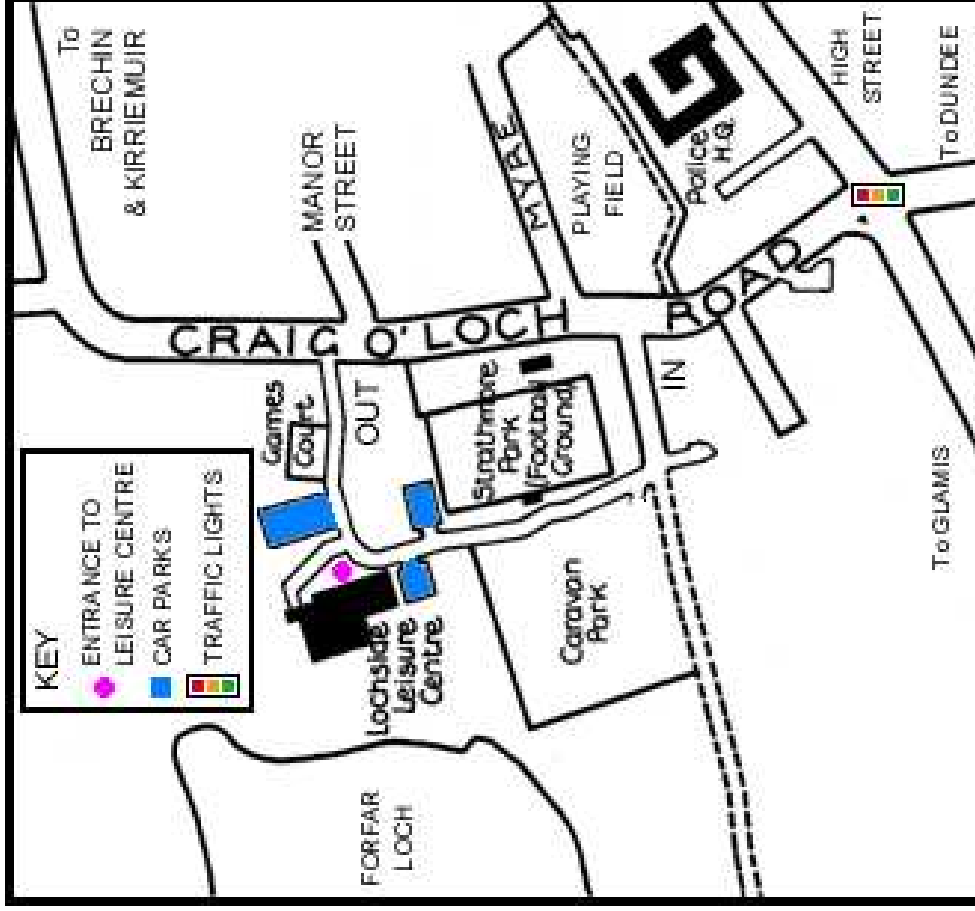 KEY
ENTRANCE TO
LEISURE CENTRE
CAR PARKS
TRAFFIC LIGHTS
To
BRECHIN
& KIRRIEMUIR
MANOR
STREET
Games
Court
OUT
CRAIG O' LOCH ROAD
MYRE
PLAYING
FIELD
Police
H.Q.
HIGH
STREET
To DUNDEE
Strathmore
Park
(Football
Ground)
IN
Lochside
Leisure
Centre
Caravan
Park
FORFAR
LOCH
To GLAMIS